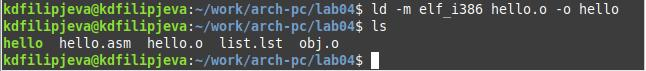 kdfilipjeva@kdfilipjeva:~/work/arch-pc/lab04$ ld -m elf_i386 hello.o -o hello
kdfilipjeva@kdfilipjeva:~/work/arch-pc/lab04$ ls
hello  hello.asm  hello.o  list.lst  obj.o
kdfilipjeva@kdfilipjeva:~/work/arch-pc/lab04$